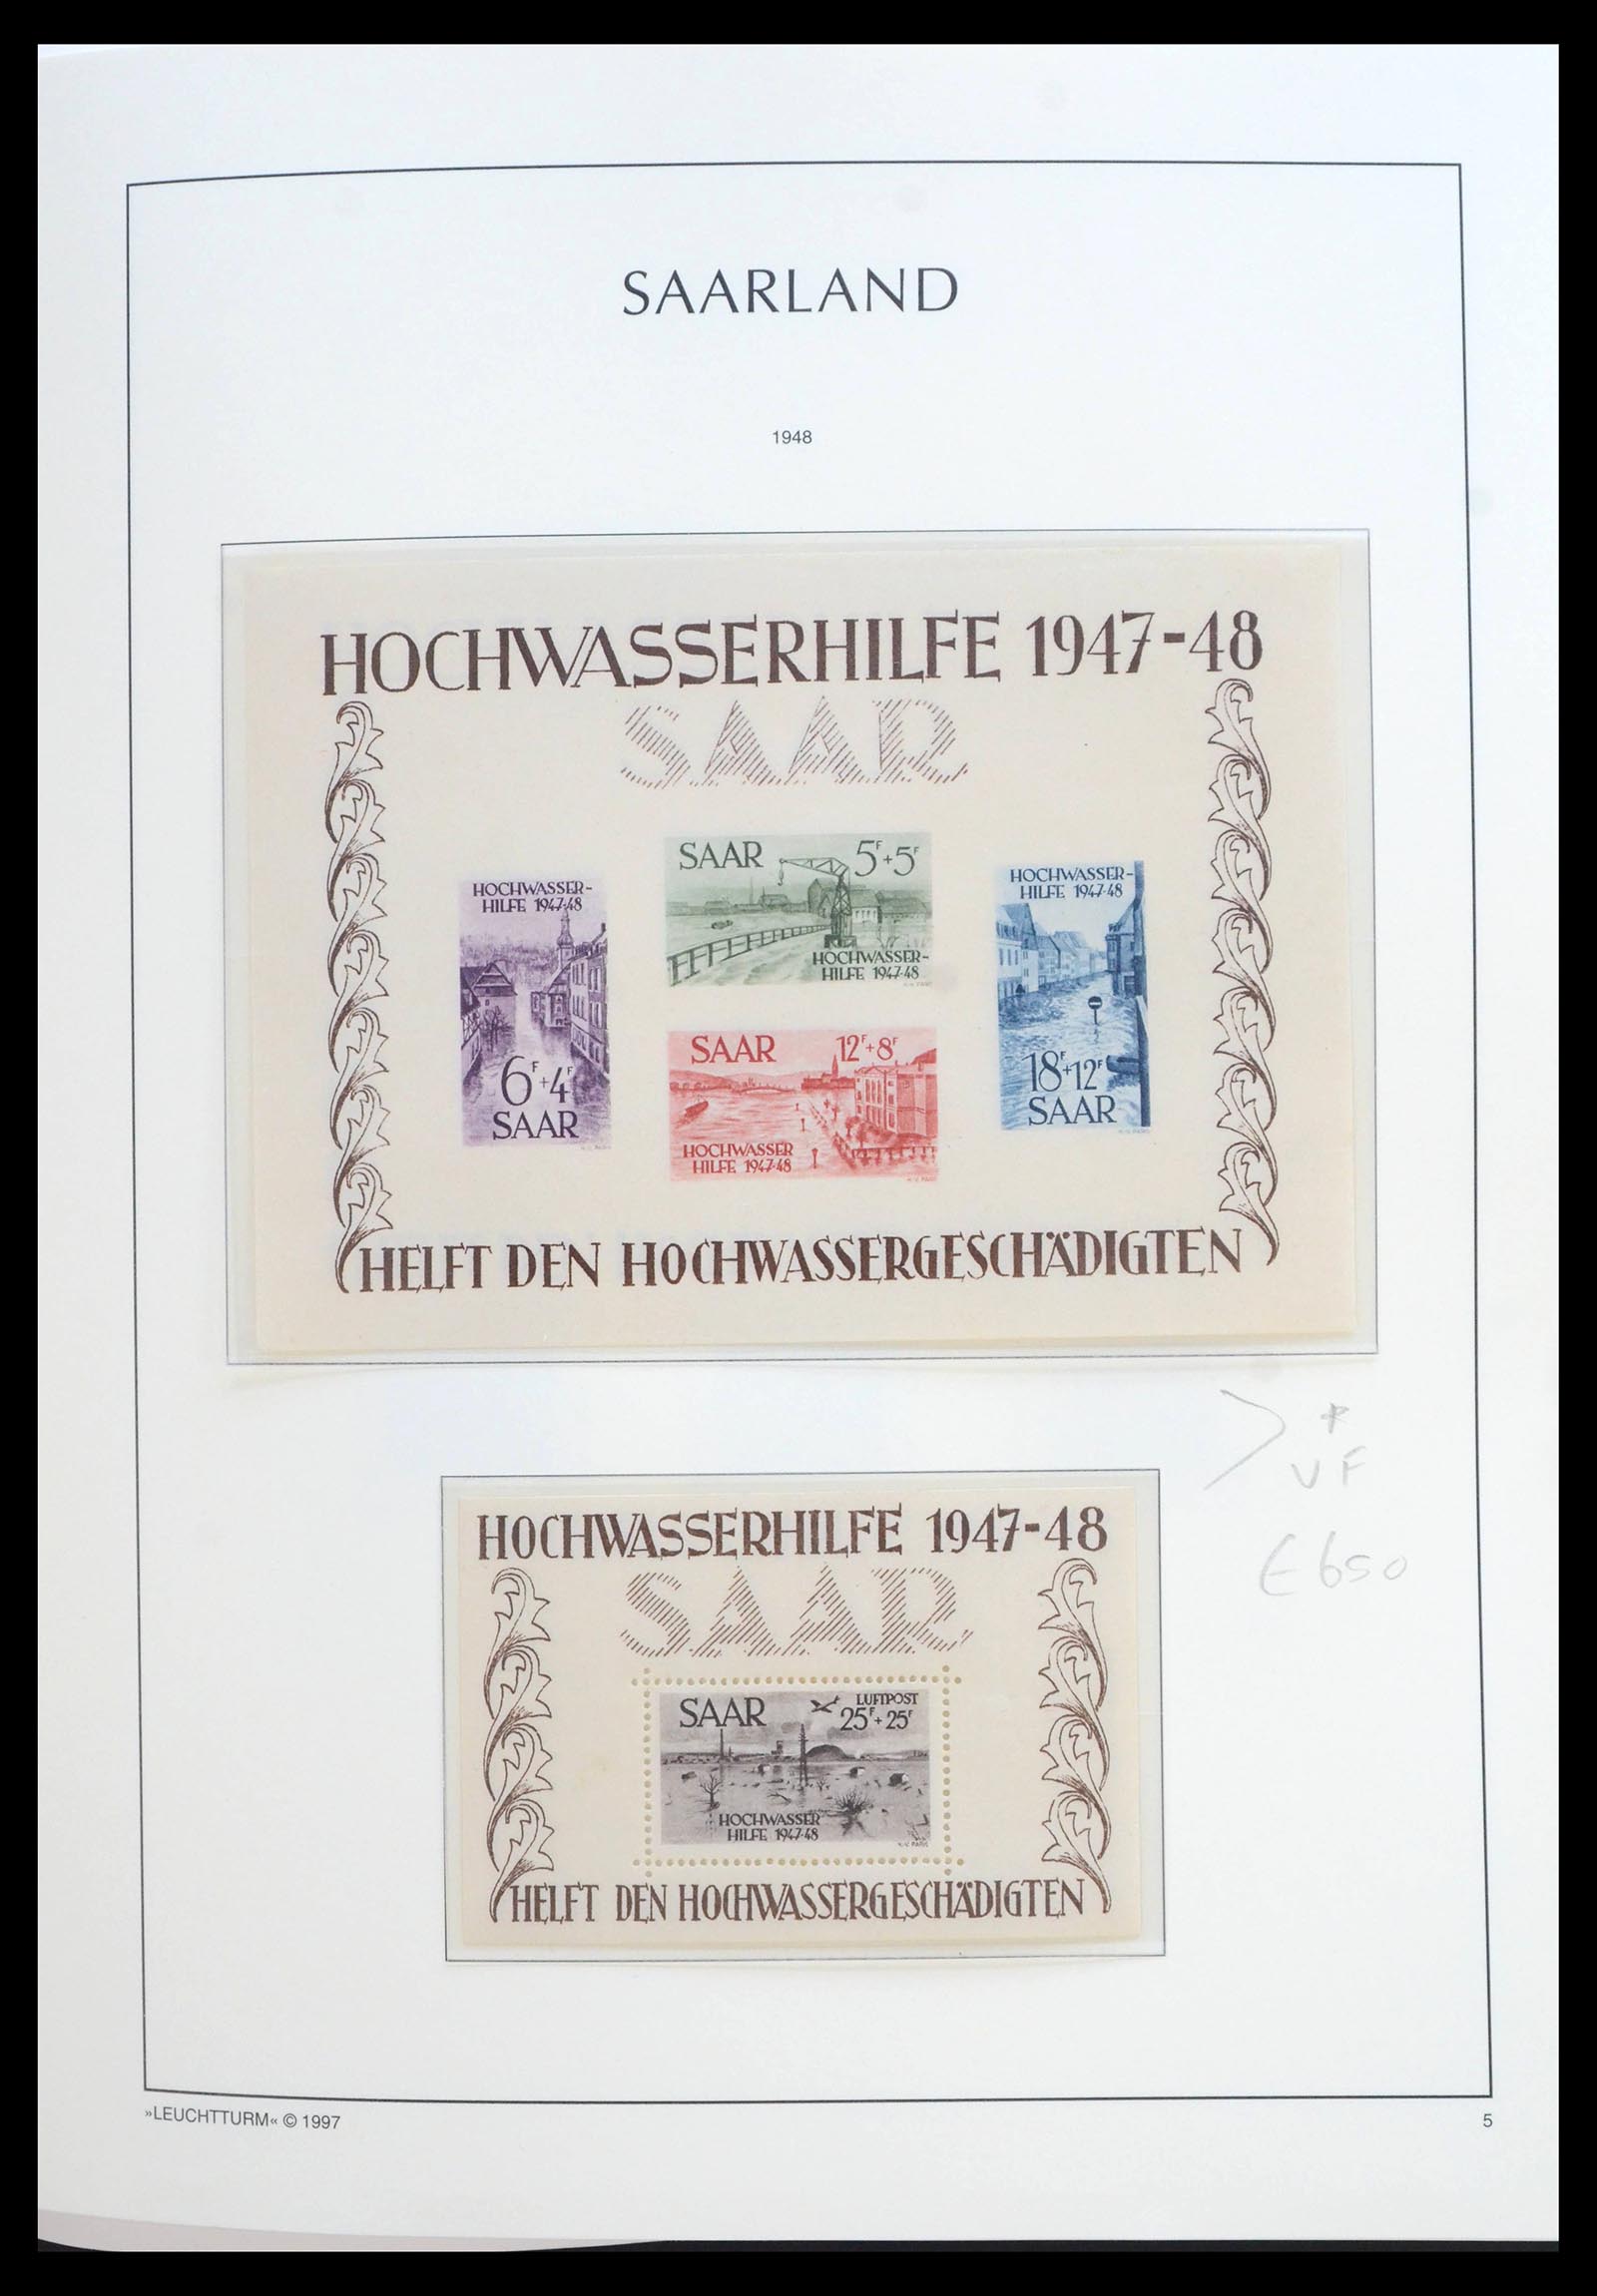 SAARLAND
1948
HOCHWASSERHILFE 1947-48
SAAR
HOCHWASSER-
HILFE 1947-48
6F+4F
SAAR
SAAR 5F+5F
HOCHWASSER-
HILFE 1947-48
SAAR 12F+8F
HOCHWASSER
HILFE 1947-48
HOCHWASSER-
HILFE 1947-48
18F+12F
SAAR
HELFT DEN HOCHWASSERGESCHÄDIGTEN
*
VF
€650
HOCHWASSERHILFE 1947-48
SAAR
SAAR LUFTPOST
25F+25F
HOCHWASSER
HILFE 1947-48
HELFT DEN HOCHWASSERGESCHÄDIGTEN
»LEUCHTTURM« © 1997
5